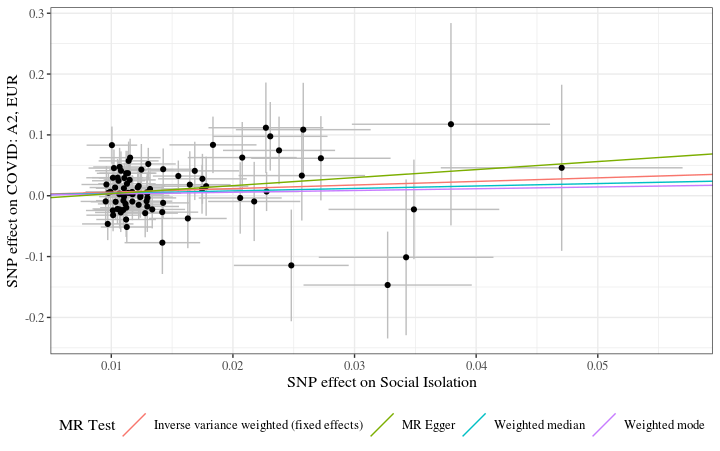 0.3
0.2
0.1
0.0
-0.1
-0.2
SNP effect on COVID: A2, EUR
0.01 0.02 0.03 0.04 0.05
SNP effect on Social Isolation
MR Test Inverse variance weighted (fixed effects) MR Egger Weighted median Weighted mode